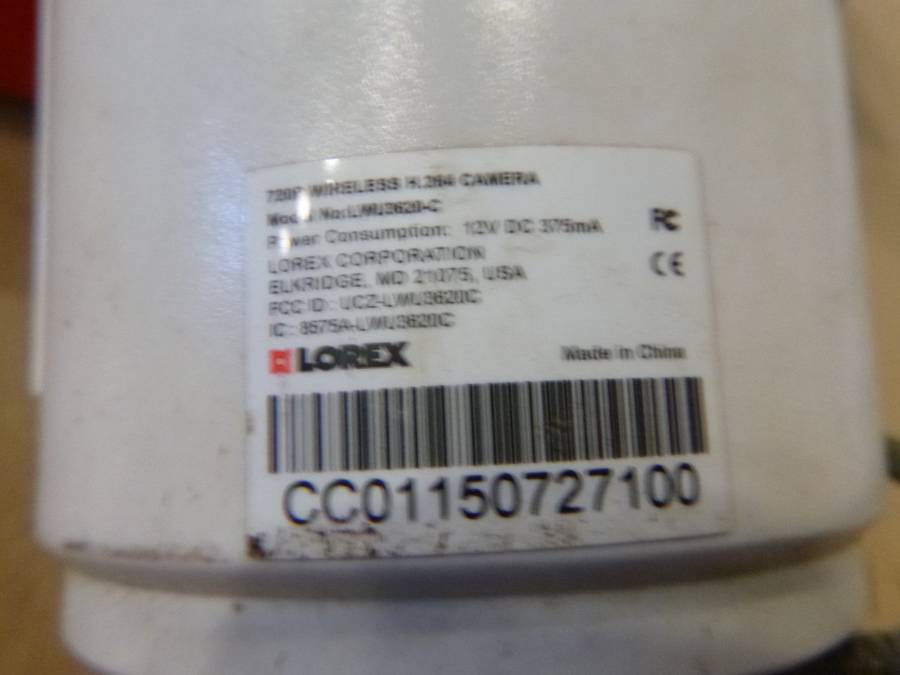 720P WIRELESS H.264 CAMERA
Model No:LWU3620-C
Power Consumption: 12V DC 375mA
FC
LOREX CORPORATION
CE
ELKRIDGE, MD 21075, USA
FCC ID: UCZ-LWU3620C
IC: 8575A-LWU3620C
LOREX
Made in China
CC01150727100